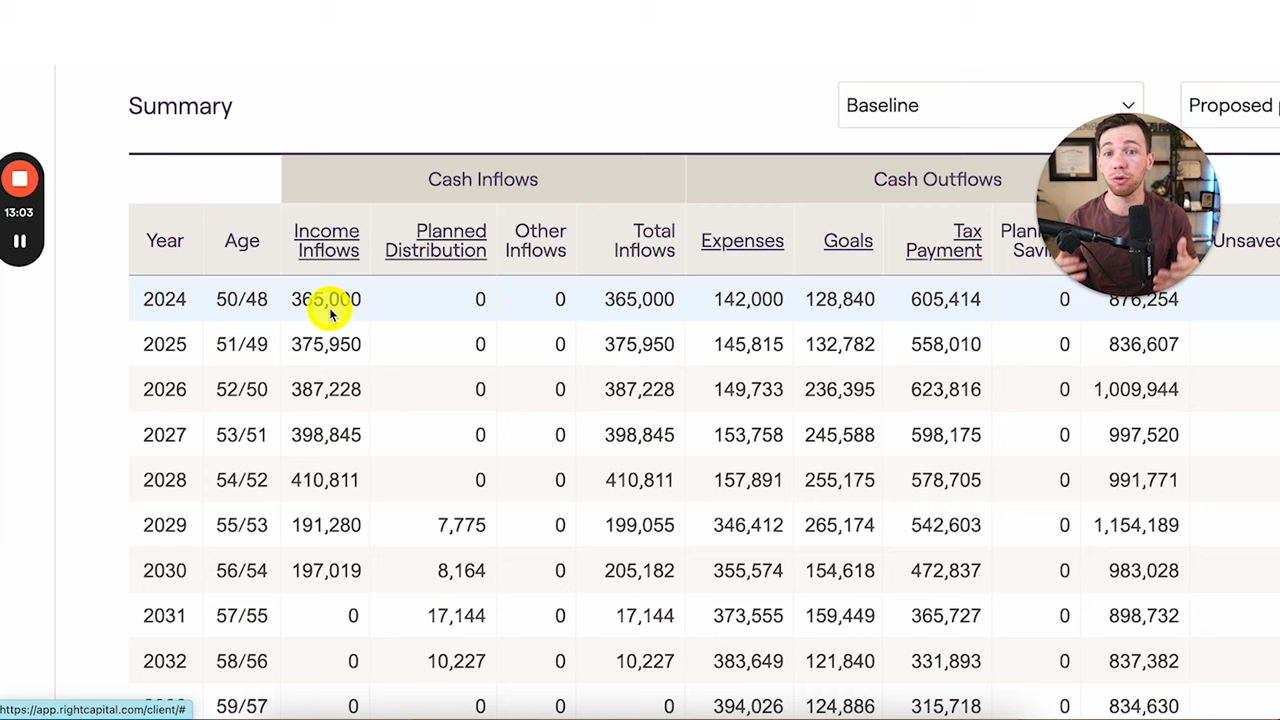 Summary
Baseline
Proposed
13:03
Cash Inflows Cash Outflows
Year Age Income Inflows Planned Distribution Other Inflows Total Inflows Expenses Goals Tax Payment Unsaved
2024 50/48 365,000 0 0 365,000 142,000 128,840 605,414 0 876,254
2025 51/49 375,950 0 0 375,950 145,815 132,782 558,010 0 836,607
2026 52/50 387,228 0 0 387,228 149,733 236,395 623,816 0 1,009,944
2027 53/51 398,845 0 0 398,845 153,758 245,588 598,175 0 997,520
2028 54/52 410,811 0 0 410,811 157,891 255,175 578,705 0 991,771
2029 55/53 191,280 7,775 0 199,055 346,412 265,174 542,603 0 1,154,189
2030 56/54 197,019 8,164 0 205,182 355,574 154,618 472,837 0 983,028
2031 57/55 0 17,144 0 17,144 373,555 159,449 365,727 0 898,732
2032 58/56 0 10,227 0 10,227 383,649 121,840 331,893 0 837,382
59/57 0 0 0 0 394,026 124,886 315,718 0 834,630
https://app.rightcapital.com/client/#